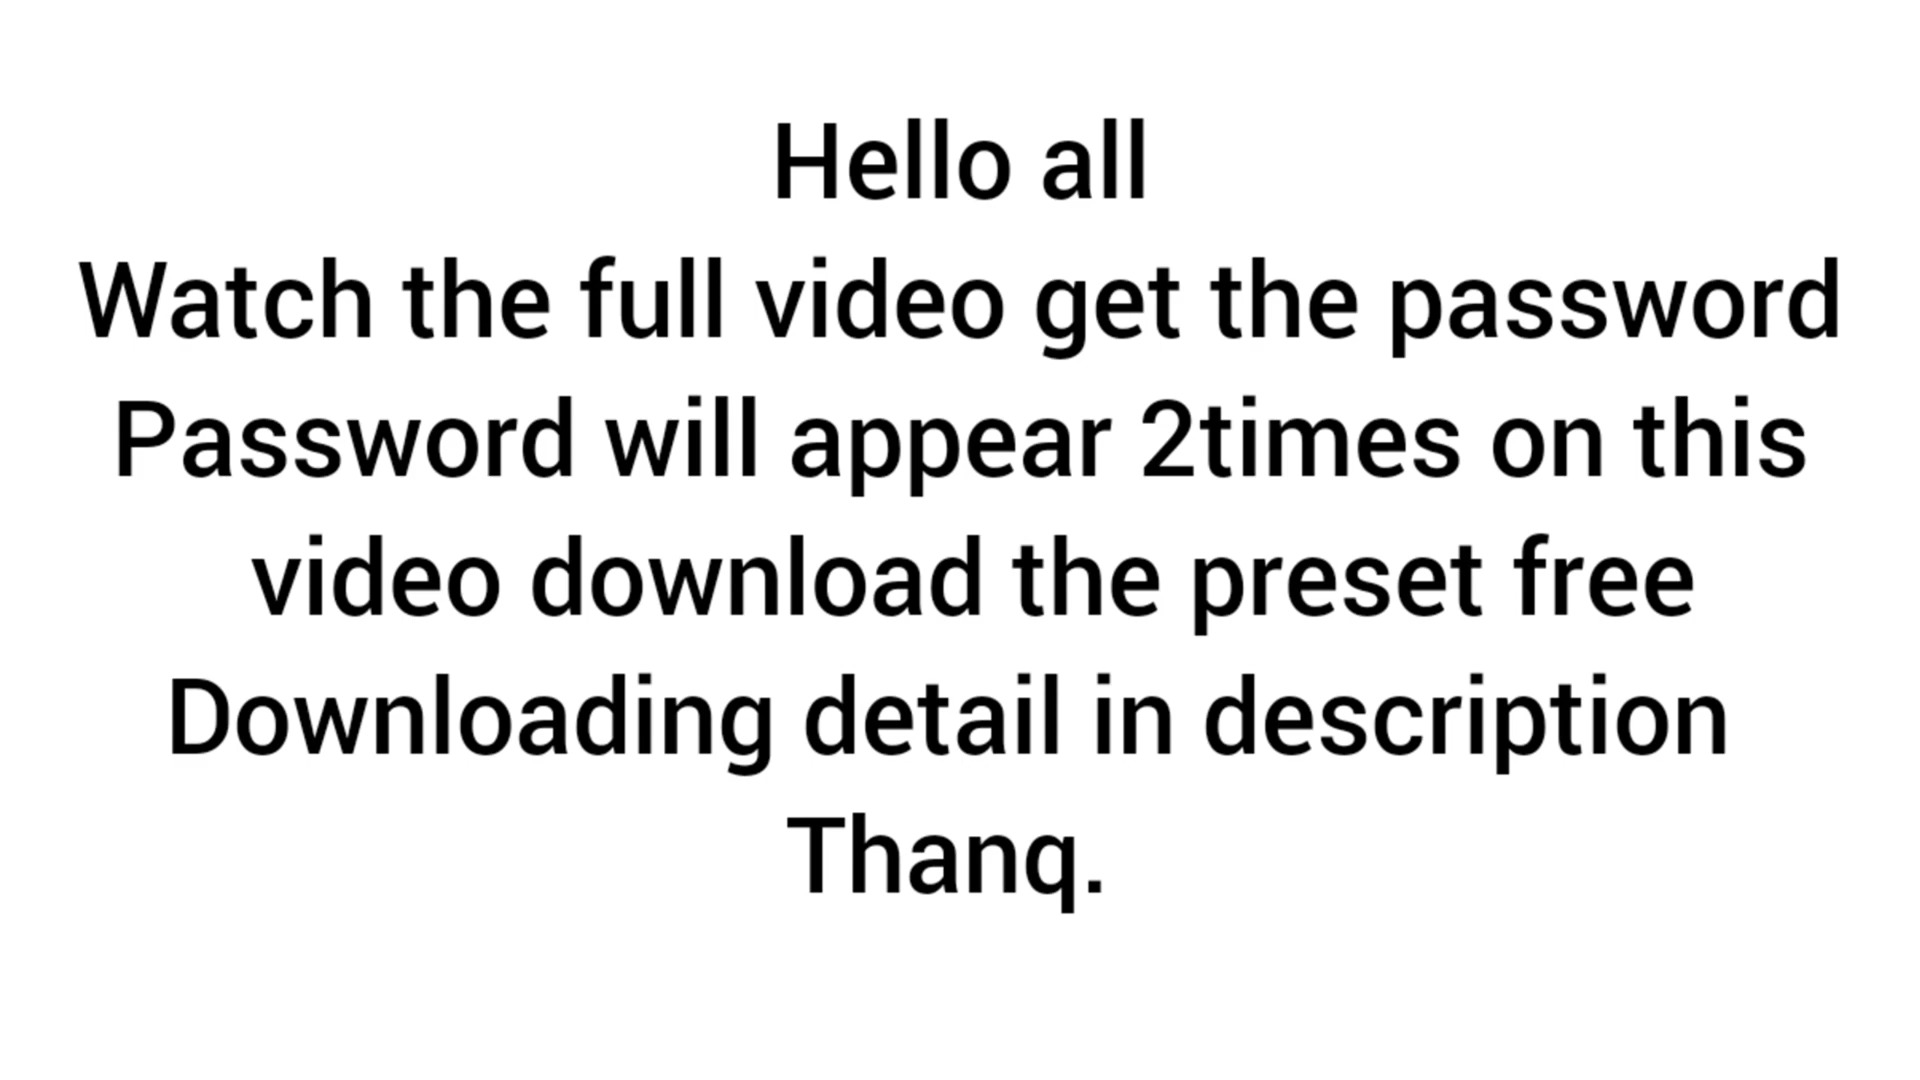 Hello all
Watch the full video get the password
Password will appear 2times on this
video download the preset free
Downloading detail in description
Thanq.